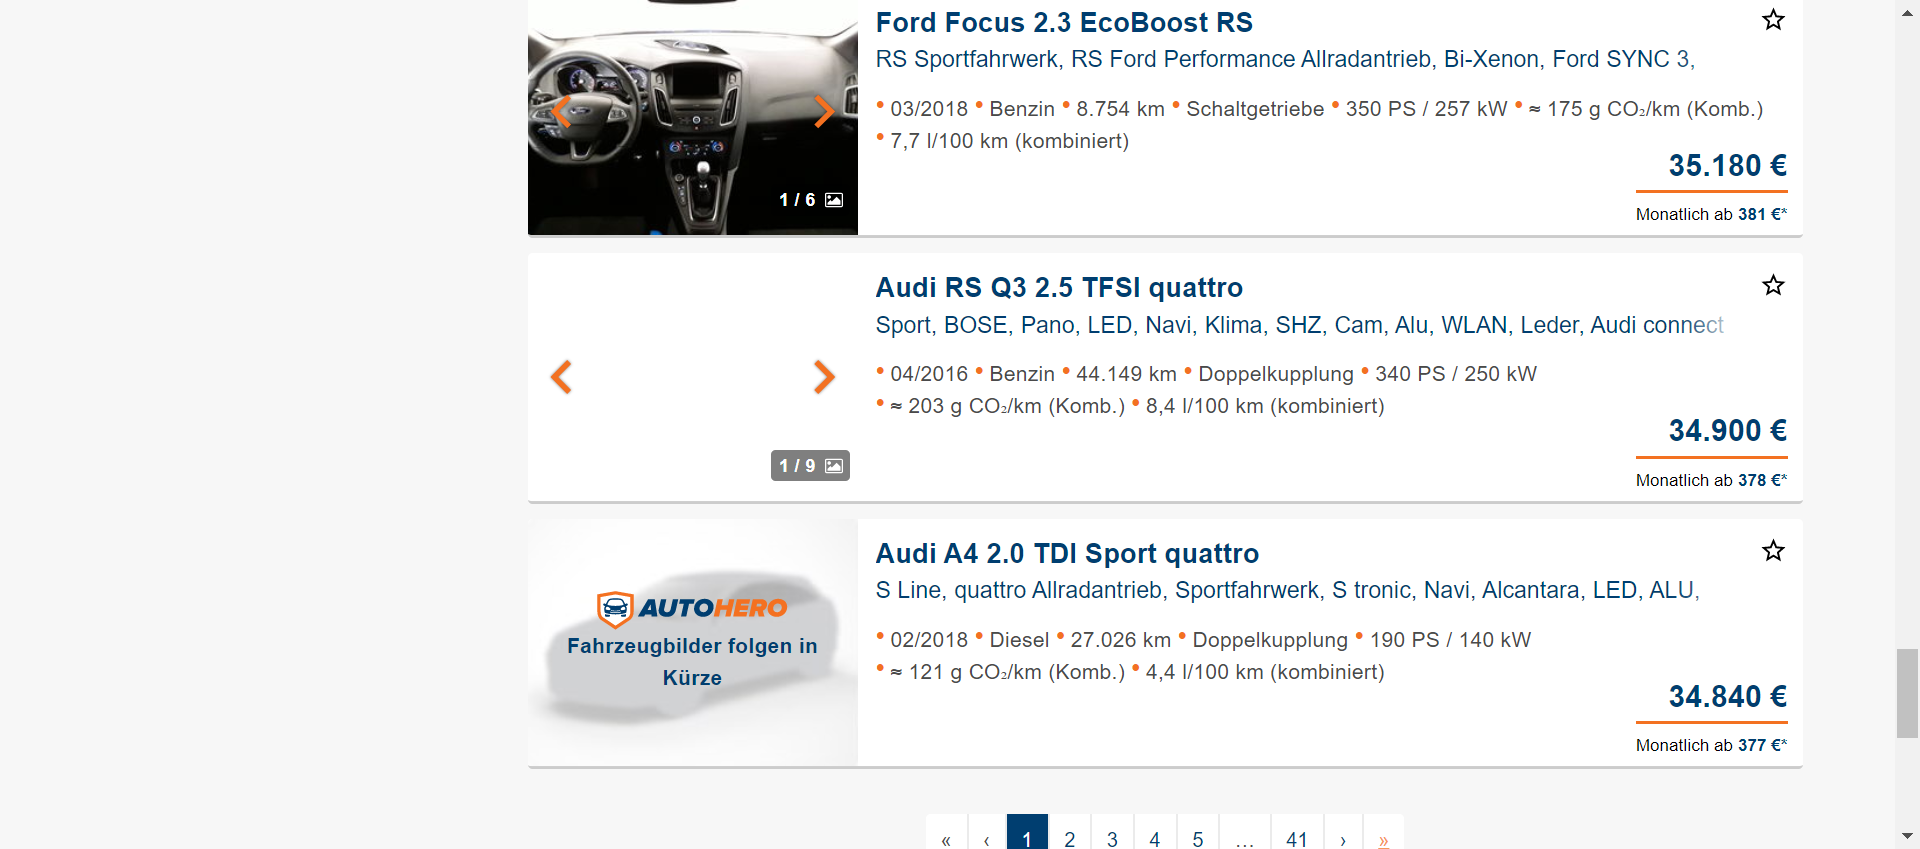 Ford Focus 2.3 EcoBoost RS
RS Sportfahrwerk, RS Ford Performance Allradantrieb, Bi-Xenon, Ford SYNC 3,
• 03/2018 • Benzin • 8.754 km • Schaltgetriebe • 350 PS / 257 kW • ≈ 175 g CO₂/km (Komb.)
• 7,7 l/100 km (kombiniert)
1 / 6
35.180 €
Monatlich ab 381 €*
Audi RS Q3 2.5 TFSI quattro
Sport, BOSE, Pano, LED, Navi, Klima, SHZ, Cam, Alu, WLAN, Leder, Audi connect
• 04/2016 • Benzin • 44.149 km • Doppelkupplung • 340 PS / 250 kW
• ≈ 203 g CO₂/km (Komb.) • 8,4 l/100 km (kombiniert)
1 / 9
34.900 €
Monatlich ab 378 €*
AUTOHERO
Fahrzeugbilder folgen in
Kürze
Audi A4 2.0 TDI Sport quattro
S Line, quattro Allradantrieb, Sportfahrwerk, S tronic, Navi, Alcantara, LED, ALU,
• 02/2018 • Diesel • 27.026 km • Doppelkupplung • 190 PS / 140 kW
• ≈ 121 g CO₂/km (Komb.) • 4,4 l/100 km (kombiniert)
34.840 €
Monatlich ab 377 €*
« ‹ 1 2 3 4 5 … 41 › »